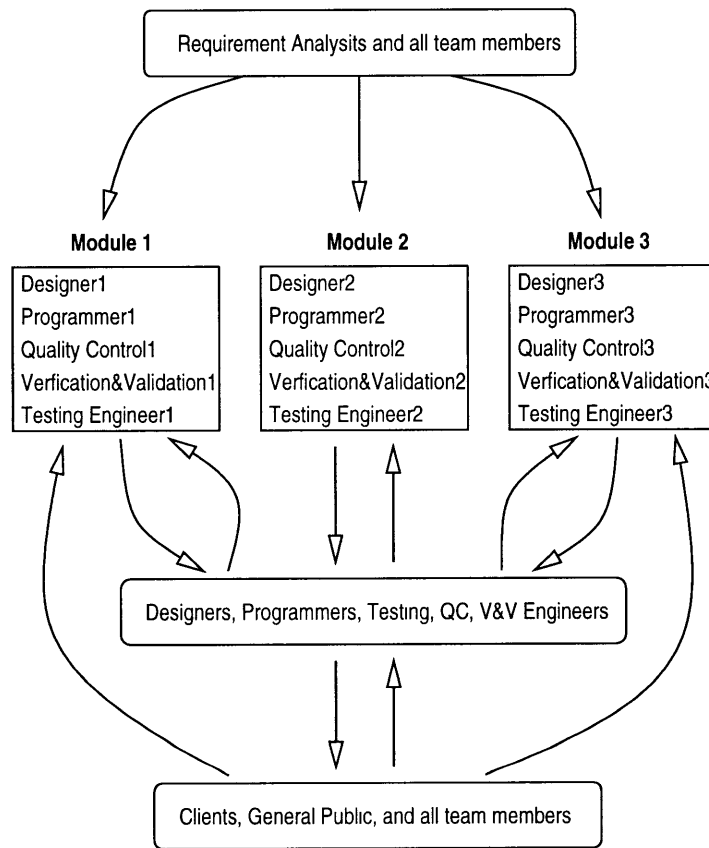 Requirement Analysits and all team members
Module 1
Designer1
Programmer1
Quality Control1
Verfication&Validation1
Testing Engineer1
Module 2
Designer2
Programmer2
Quality Control2
Verfication&Validation2
Testing Engineer2
Module 3
Designer3
Programmer3
Quality Control3
Verfication&Validation3
Testing Engineer3
Designers, Programmers, Testing, QC, V&V Engineers
Clients, General Public, and all team members